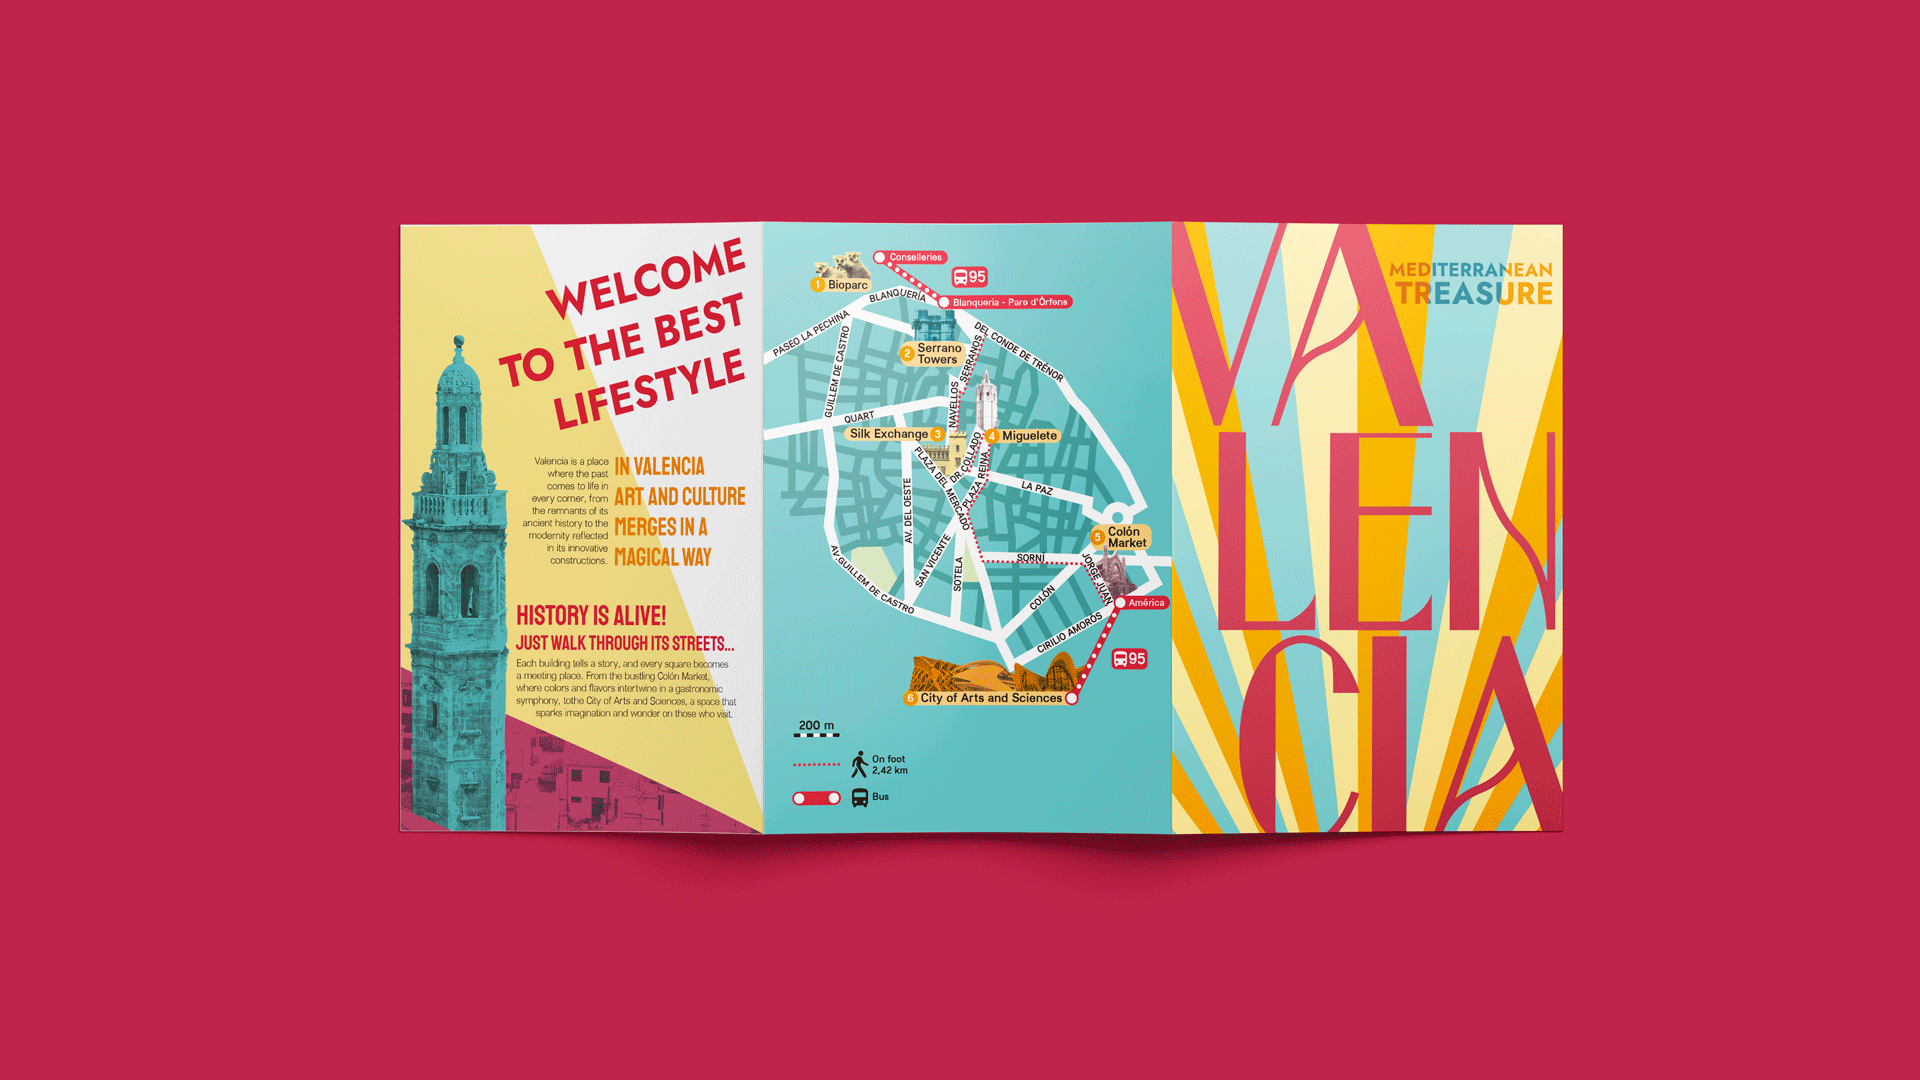 WELCOME
TO THE BEST
LIFESTYLE
Valencia is a place
where the past
comes to life in
every corner, from
the remnants of its
ancient history to the
modernity reflected
in its innovative
constructions.
IN VALENCIA
ART AND CULTURE
MERGES IN A
MAGICAL WAY
HISTORY IS ALIVE!
JUST WALK THROUGH ITS STREETS...
Each building tells a story, and every square becomes
a meeting place. From the bustling Colón Market,
where colors and flavors intertwine in a gastronomic
symphony, tothe City of Arts and Sciences, a space that
sparks imagination and wonder on those who visit.
Conselleries
95
1 Bioparc
BLANQUERÍA
Blanqueria - Pare d'Òrfens
PASEO LA PECHINA
GUILLEM DE CASTRO
DEL CONDE DE TRÉNOR
2 Serrano
Towers
SERRANOS
NAVELLOS
QUART
Silk Exchange 3
4 Miguelete
PLAZA DEL MERCADO
DR. COLLADO
PLAZA REINA
LA PAZ
AV. DEL OESTE
5 Colón
Market
AV. GUILLEM DE CASTRO
SAN VICENTE
SOTELA
SORNÍ
JORGE JUAN
COLÓN
América
CIRILIO AMORÓS
95
6 City of Arts and Sciences
200 m
On foot
2,42 km
Bus
MEDITERRANEAN
TREASURE
VA
LEN
CIA